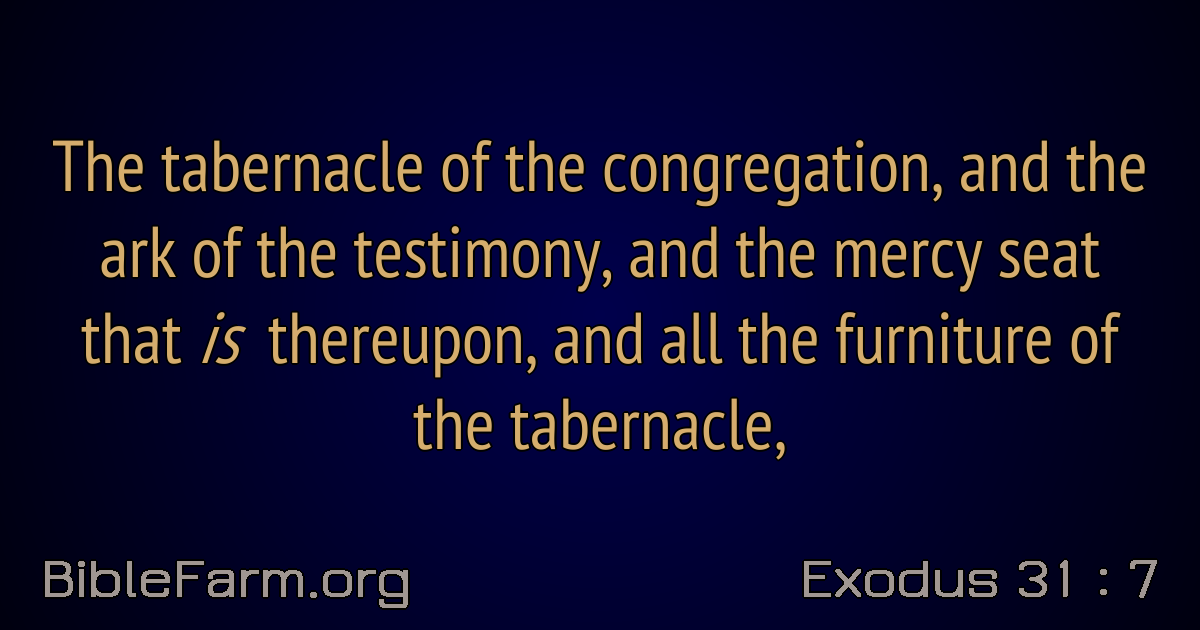 The tabernacle of the congregation, and the
ark of the testimony, and the mercy seat
that is thereupon, and all the furniture of
the tabernacle,
BibleFarm.org
Exodus 31 : 7